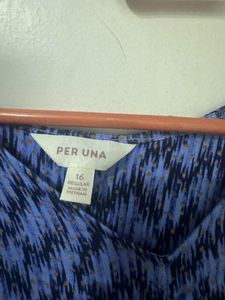 PER UNA
16
REGULAR
MADE IN
VIETNAM